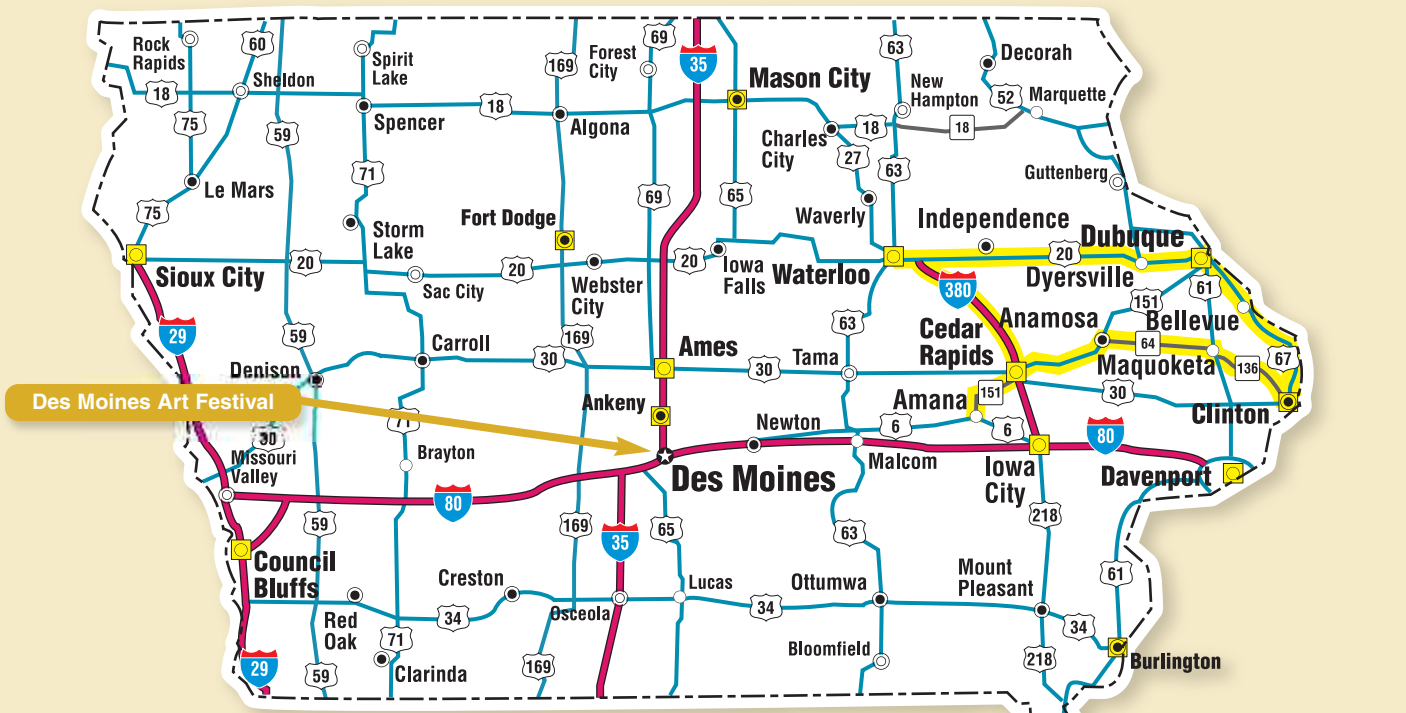 Rock
Rapids
60
Spirit
Lake
169
Forest
City
69
35
63
Decorah
Sheldon
18
75
59
Spencer
18
Algona
Mason City
New
Hampton
52
Marquette
Charles
City
18
18
27
63
71
Le Mars
75
69
65
Guttenberg
Fort Dodge
Waverly
Independence
Storm
Lake
Sioux City
20
Sac City
20
Webster
City
20
Iowa
Falls
Waterloo
20
Dubuque
Dyersville
61
380
151
Bellevue
29
59
63
Cedar
Rapids
Anamosa
64
67
169
Carroll
30
Ames
30
Tama
Maquoketa
136
Denison
Des Moines Art Festival
Ankeny
Amana
151
30
Clinton
71
Newton
6
6
80
30
Missouri
Valley
Brayton
Des Moines
Malcom
Iowa
City
Davenport
80
59
169
35
65
63
218
Council
Bluffs
Creston
Lucas
Ottumwa
Mount
Pleasant
61
Red
Oak
34
Osceola
34
34
71
Bloomfield
29
59
Clarinda
169
218
Burlington